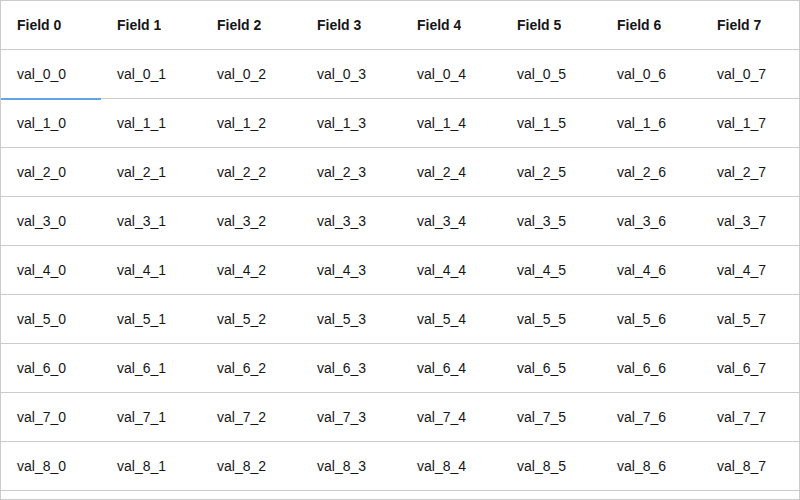 Field 0 Field 1 Field 2 Field 3 Field 4 Field 5 Field 6 Field 7
val_0_0 val_0_1 val_0_2 val_0_3 val_0_4 val_0_5 val_0_6 val_0_7
val_1_0 val_1_1 val_1_2 val_1_3 val_1_4 val_1_5 val_1_6 val_1_7
val_2_0 val_2_1 val_2_2 val_2_3 val_2_4 val_2_5 val_2_6 val_2_7
val_3_0 val_3_1 val_3_2 val_3_3 val_3_4 val_3_5 val_3_6 val_3_7
val_4_0 val_4_1 val_4_2 val_4_3 val_4_4 val_4_5 val_4_6 val_4_7
val_5_0 val_5_1 val_5_2 val_5_3 val_5_4 val_5_5 val_5_6 val_5_7
val_6_0 val_6_1 val_6_2 val_6_3 val_6_4 val_6_5 val_6_6 val_6_7
val_7_0 val_7_1 val_7_2 val_7_3 val_7_4 val_7_5 val_7_6 val_7_7
val_8_0 val_8_1 val_8_2 val_8_3 val_8_4 val_8_5 val_8_6 val_8_7